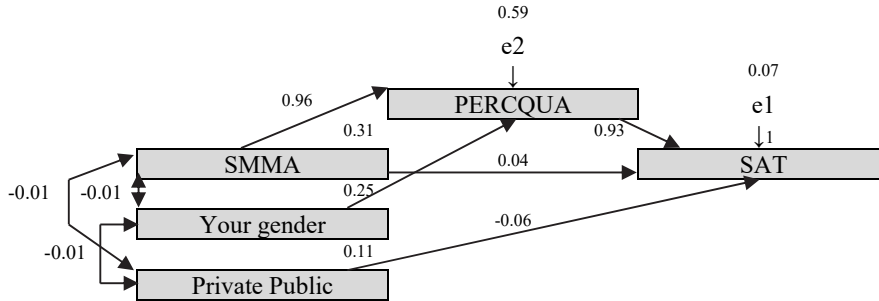 0.59
e2
0.07
0.96
PERCQUA
e1
0.31
0.93
1
SMMA
0.04
SAT
-0.01
-0.01
0.25
Your gender
-0.06
-0.01
0.11
Private Public